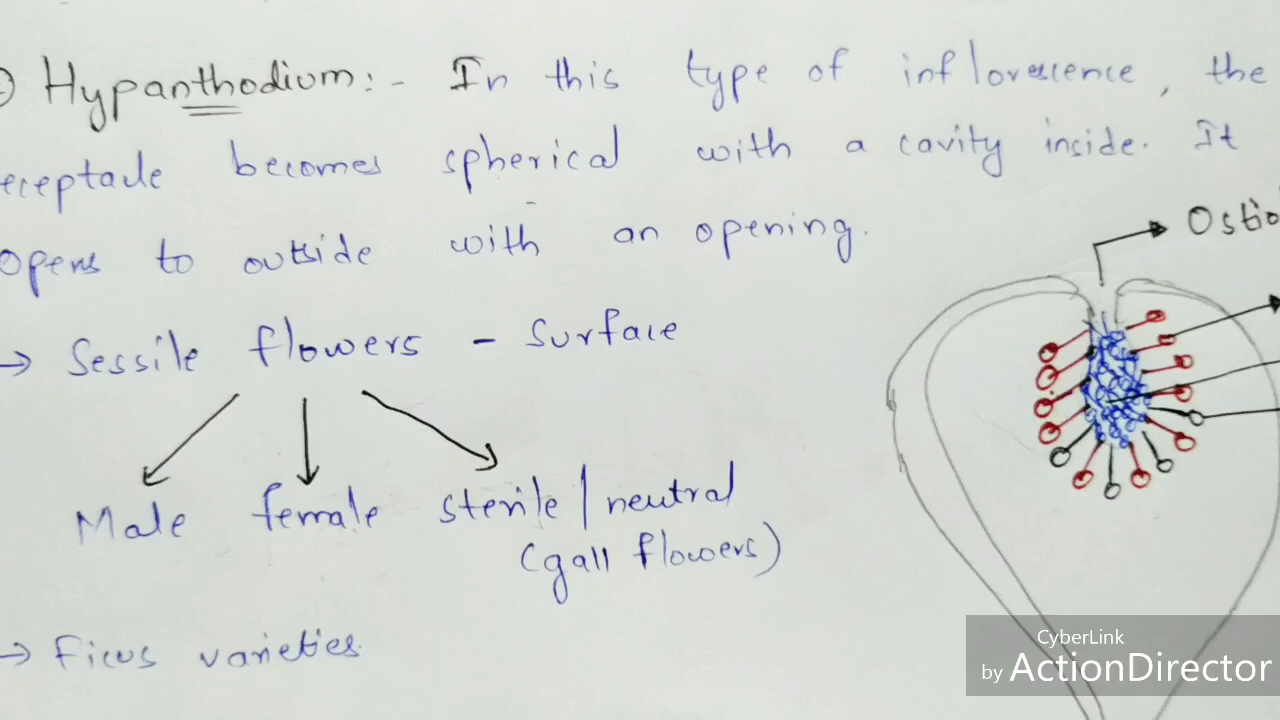 Hypanthodium:- In this type of inflorescence, the
eceptacle becomes spherical with a cavity inside. It
opens to outside with an opening.
Ostio
→ Sessile flowers - Surface
Male female sterile / neutral
(gall flowers)
→ Ficus varieties
CyberLink
by ActionDirector